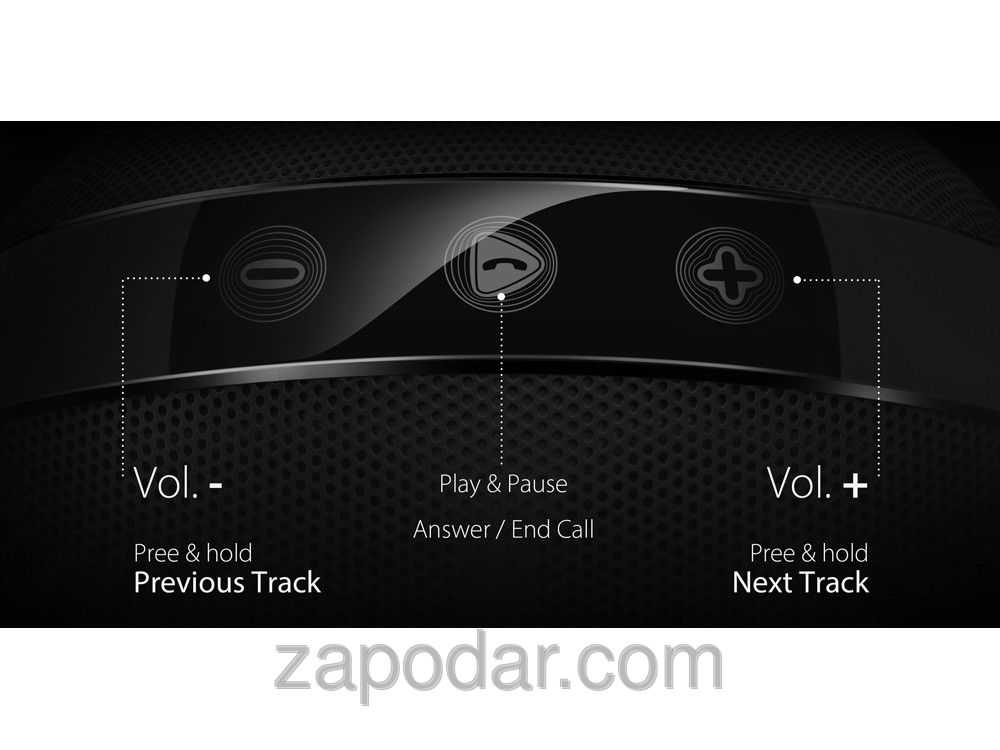 Vol. -
Play & Pause
Vol. +
Answer / End Call
Pree & hold
Previous Track
Pree & hold
Next Track
zapodar.com